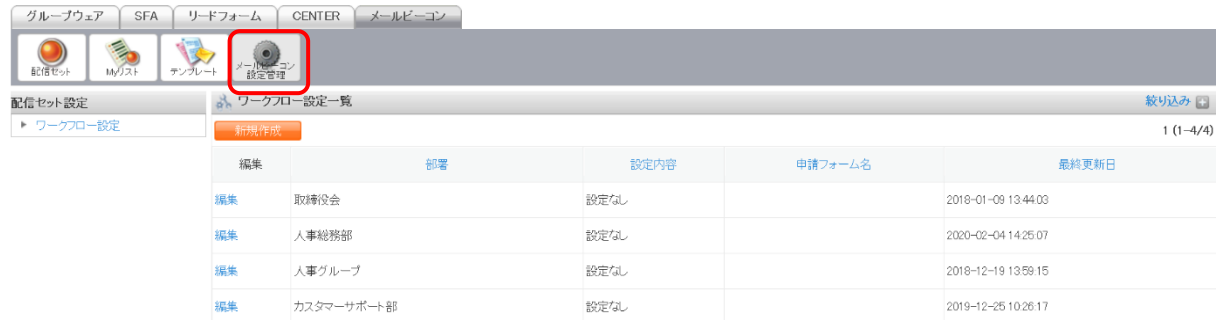 グループウェア SFA リードフォーム CENTER メールビーコン
配信セット Myリスト テンプレート メールビーコン
設定管理
配信セット設定 ワークフロー設定一覧 絞り込み
ワークフロー設定 新規作成 1 (1-4/4)
編集 部署 設定内容 申請フォーム名 最終更新日
編集 取締役会 設定なし 2018-01-09 13:44:03
編集 人事総務部 設定なし 2020-02-04 14:25:07
編集 人事グループ 設定なし 2018-12-19 13:59:15
編集 カスタマーサポート部 設定なし 2019-12-25 10:26:17